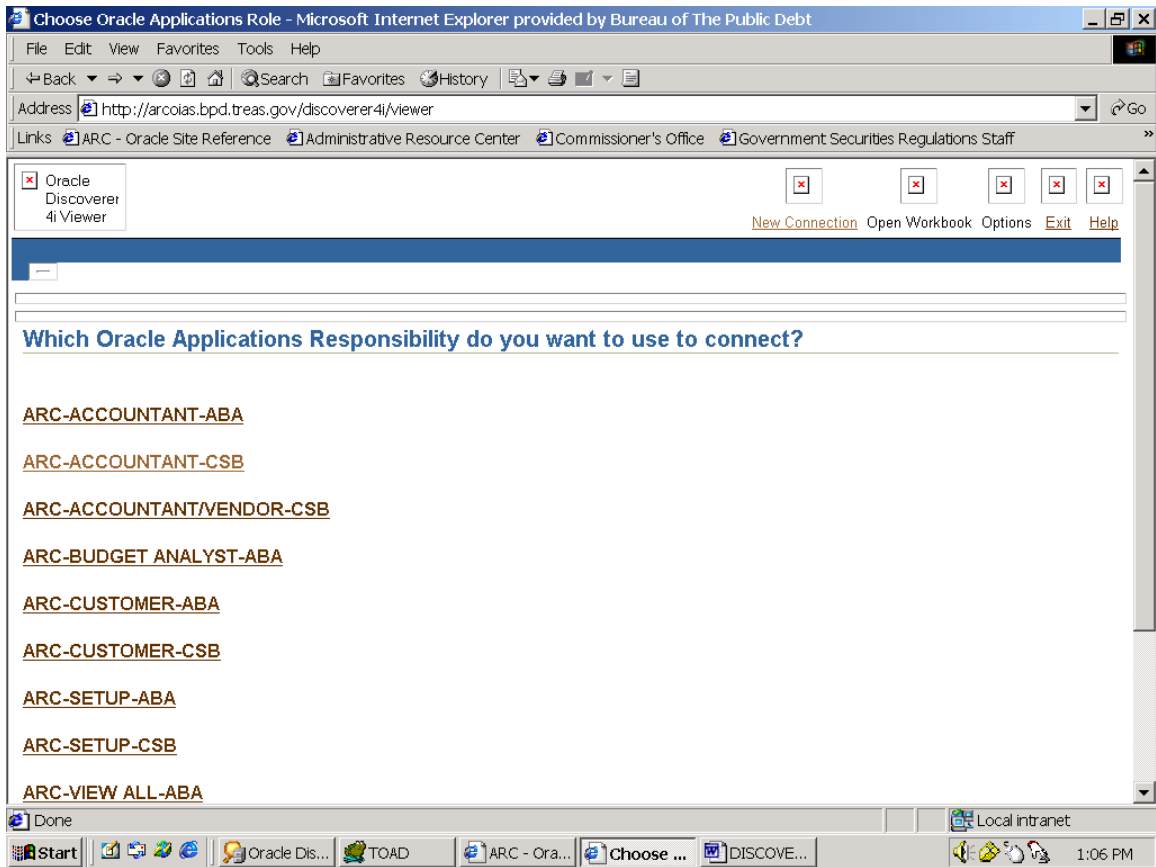 Choose Oracle Applications Role - Microsoft Internet Explorer provided by Bureau of The Public Debt
File Edit View Favorites Tools Help
Back Search Favorites History
Address http://arcoias.bpd.treas.gov/discoverer4i/viewer Go
Links ARC - Oracle Site Reference Administrative Resource Center Commissioner's Office Government Securities Regulations Staff »
Oracle
Discoverer
4i Viewer
New Connection Open Workbook Options Exit Help
Which Oracle Applications Responsibility do you want to use to connect?
ARC-ACCOUNTANT-ABA
ARC-ACCOUNTANT-CSB
ARC-ACCOUNTANT/VENDOR-CSB
ARC-BUDGET ANALYST-ABA
ARC-CUSTOMER-ABA
ARC-CUSTOMER-CSB
ARC-SETUP-ABA
ARC-SETUP-CSB
ARC-VIEW ALL-ABA
Done Local intranet
Start Oracle Dis... TOAD ARC - Ora... Choose ... DISCOVE... 1:06 PM